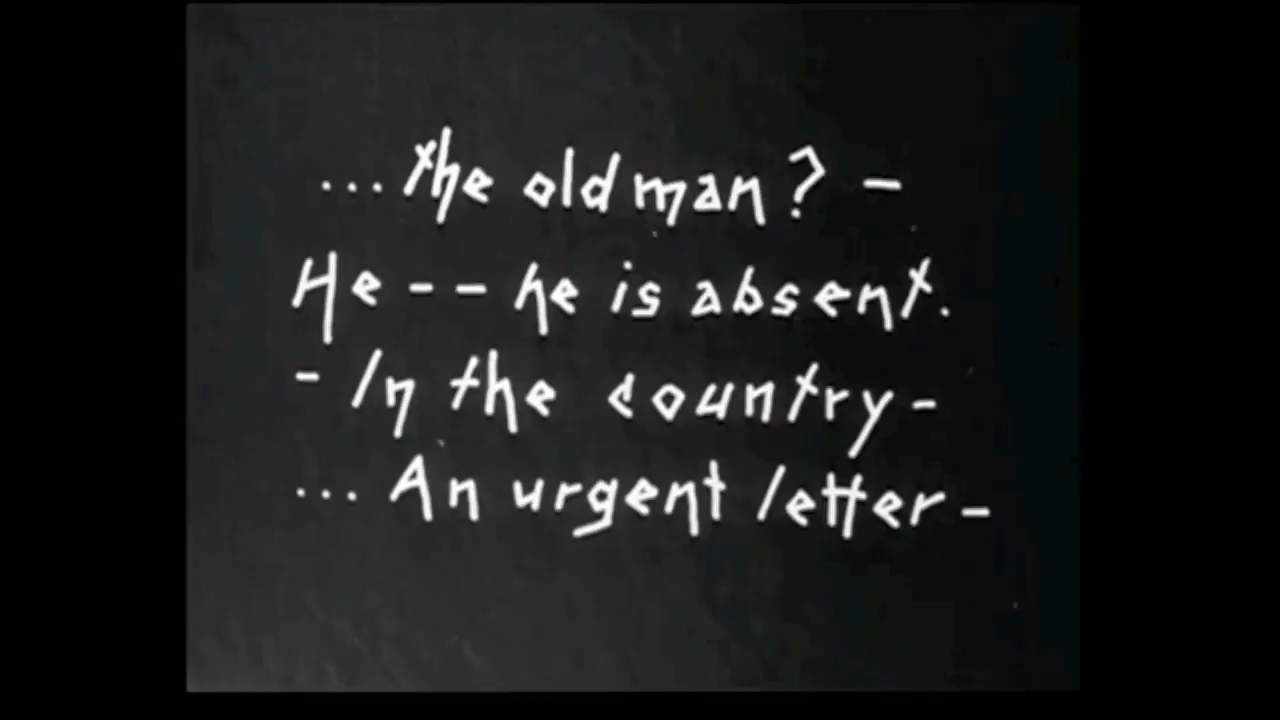 ...the old man? -
He -- he is absent.
- In the country -
... An urgent letter -